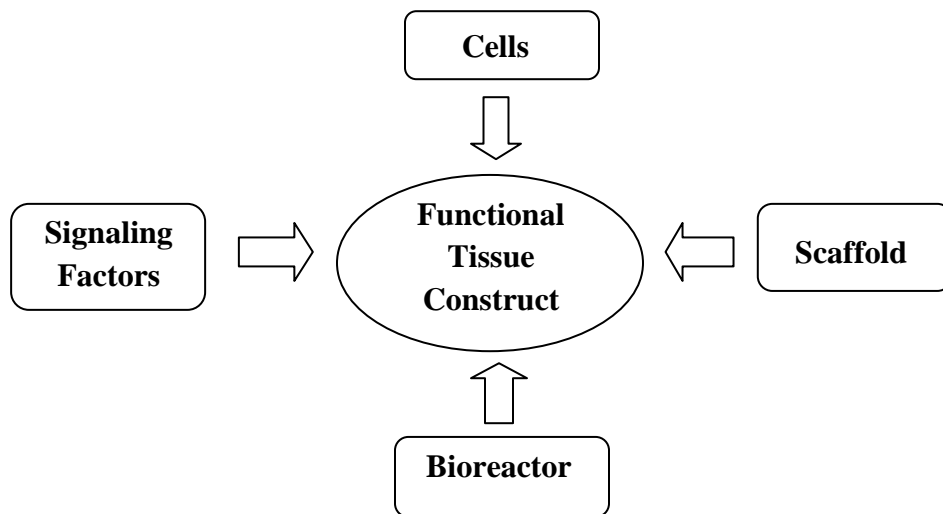 Cells
Signaling
Factors
Functional
Tissue
Construct
Scaffold
Bioreactor